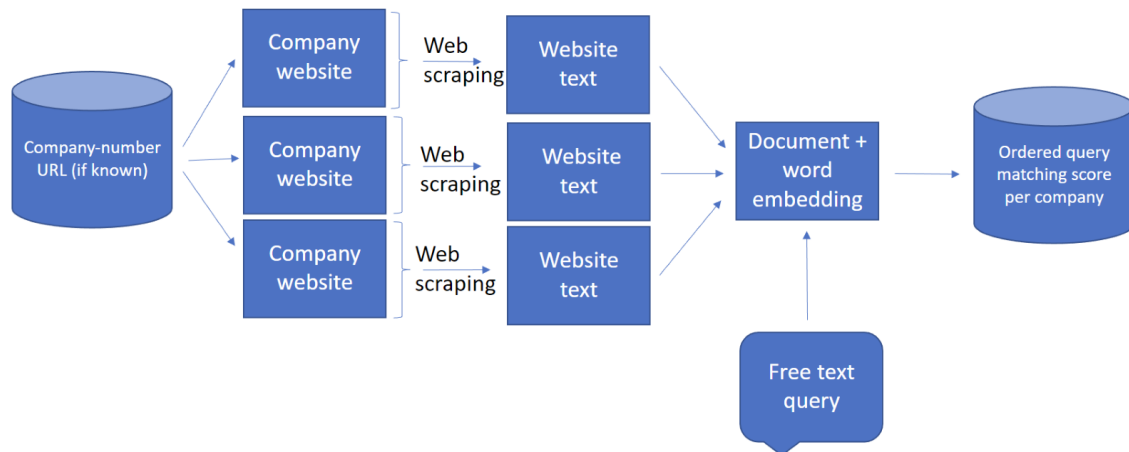 Company-number
URL (if known)
Company
website
Web
scraping
Website
text
Company
website
Web
scraping
Website
text
Company
website
Web
scraping
Website
text
Document +
word
embedding
Free text
query
Ordered query
matching score
per company